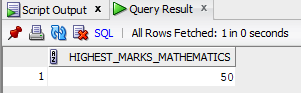 Script Output × Query Result ×
SQL | All Rows Fetched: 1 in 0 seconds
HIGHEST_MARKS_MATHEMATICS
1 50